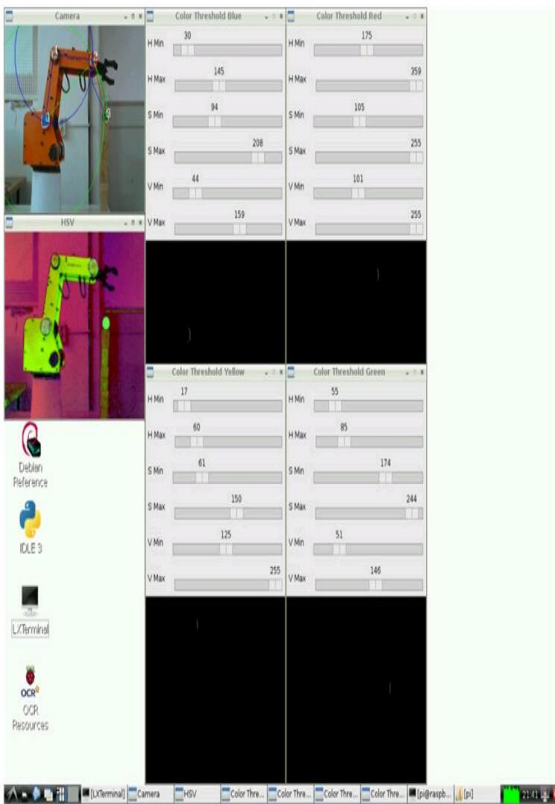 Camera
HSV
Color Threshold Blue
30
H Min
145
H Max
94
S Min
208
S Max
44
V Min
159
V Max
Color Threshold Red
175
H Min
359
H Max
105
S Min
255
S Max
101
V Min
255
V Max
Color Threshold Yellow
17
H Min
60
H Max
61
S Min
150
S Max
125
V Min
255
V Max
Color Threshold Green
55
H Min
85
H Max
174
S Min
244
S Max
51
V Min
146
V Max
Debian
Reference
IDLE 3
LXTerminal
OCR
OCR
Resources
[LXTerminal] Camera HSV Color Thre... Color Thre... Color Thre... Color Thre... pi@raspb... [pi] 21:41